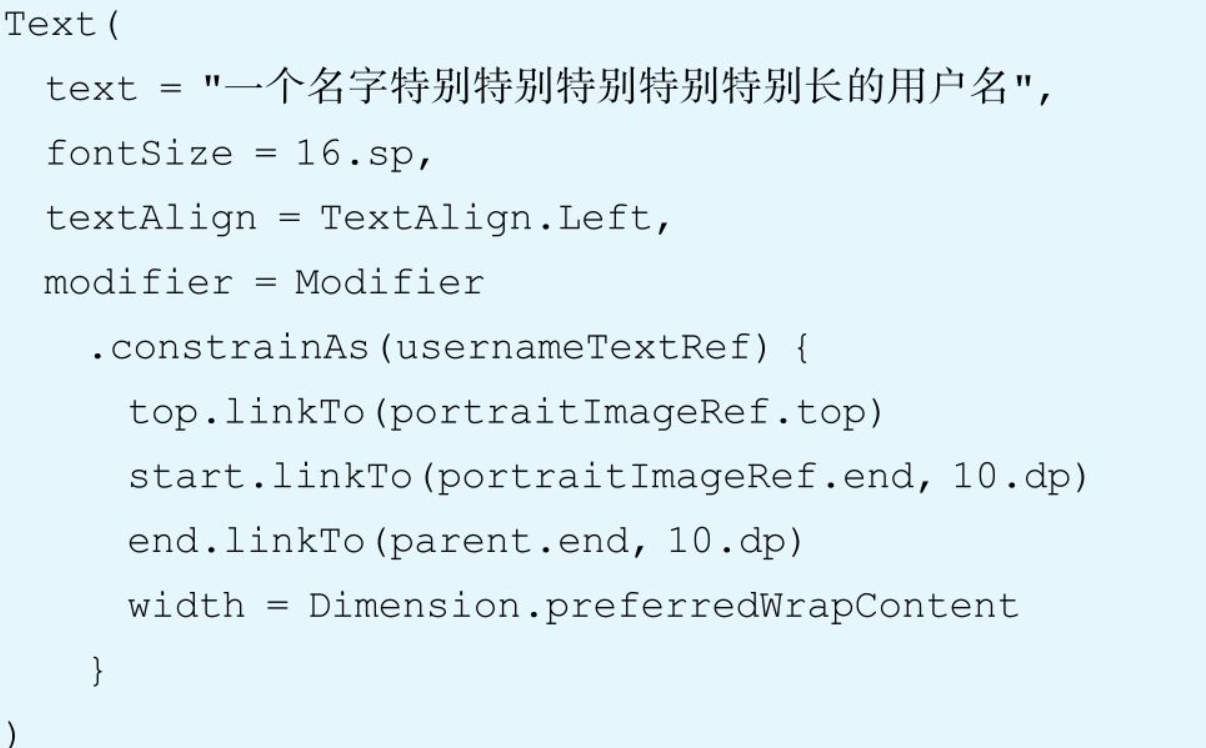 Text(
  text = "一个名字特别特别特别特别特别长的用户名",
  fontSize = 16.sp,
  textAlign = TextAlign.Left,
  modifier = Modifier
    .constrainAs(usernameTextRef) {
      top.linkTo(portraitImageRef.top)
      start.linkTo(portraitImageRef.end, 10.dp)
      end.linkTo(parent.end, 10.dp)
      width = Dimension.preferredWrapContent
    }
)